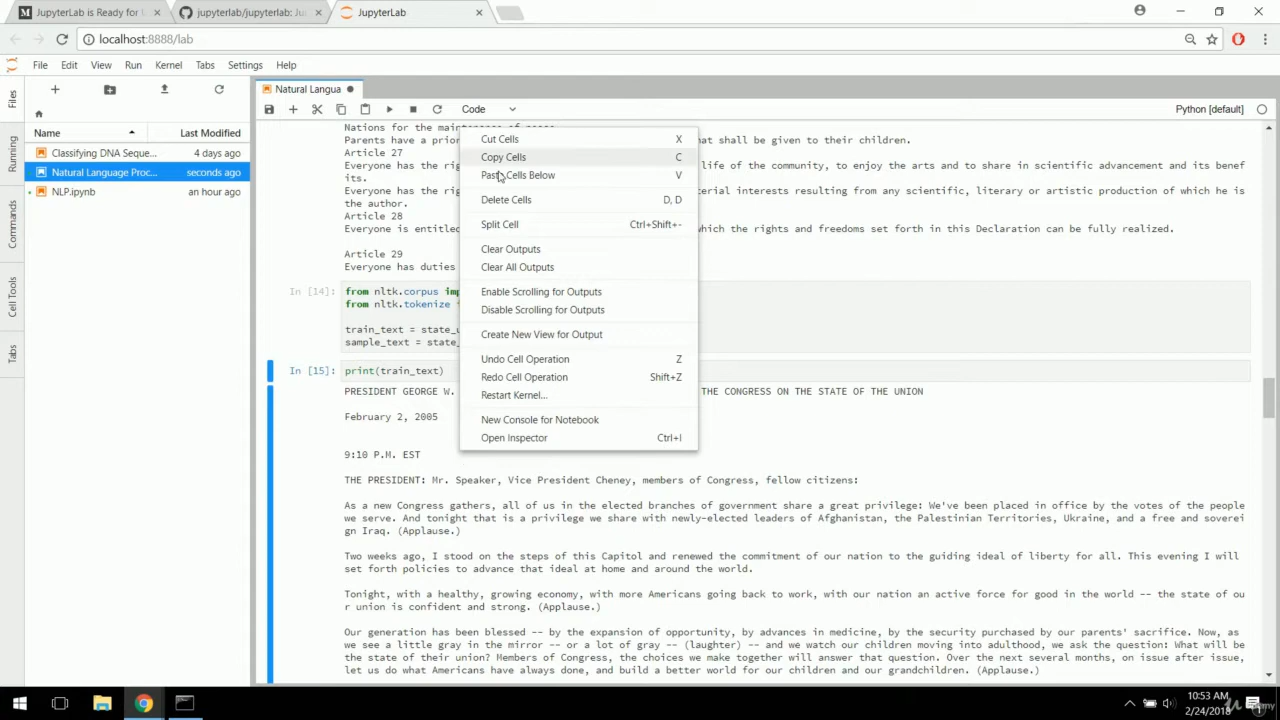 JupyterLab is Ready for U
jupyterlab/jupyterlab: Ju
JupyterLab
localhost:8888/lab
File Edit View Run Kernel Tabs Settings Help
Files
Running
Commands
Cell Tools
Tabs
Name Last Modified
Classifying DNA Seque... 4 days ago
Natural Language Proc... seconds ago
NLP.ipynb an hour ago
Natural Langua
Code Python [default]
Nations for the maintenance of peace.
Parents have a prior that shall be given to their children.
Article 27
Everyone has the rig life of the community, to enjoy the arts and to share in scientific advancement and its benef
its.
Everyone has the rig terial interests resulting from any scientific, literary or artistic production of which he is
the author.
Article 28
Everyone is entitled which the rights and freedoms set forth in this Declaration can be fully realized.
Article 29
Everyone has duties
In [14]: from nltk.corpus imp
from nltk.tokenize i
train_text = state_u
sample_text = state_
In [15]: print(train_text)
PRESIDENT GEORGE W. THE CONGRESS ON THE STATE OF THE UNION
February 2, 2005
9:10 P.M. EST
THE PRESIDENT: Mr. Speaker, Vice President Cheney, members of Congress, fellow citizens:
As a new Congress gathers, all of us in the elected branches of government share a great privilege: We've been placed in office by the votes of the people
we serve. And tonight that is a privilege we share with newly-elected leaders of Afghanistan, the Palestinian Territories, Ukraine, and a free and soverei
gn Iraq. (Applause.)
Two weeks ago, I stood on the steps of this Capitol and renewed the commitment of our nation to the guiding ideal of liberty for all. This evening I will
set forth policies to advance that ideal at home and around the world.
Tonight, with a healthy, growing economy, with more Americans going back to work, with our nation an active force for good in the world -- the state of ou
r union is confident and strong. (Applause.)
Our generation has been blessed -- by the expansion of opportunity, by advances in medicine, by the security purchased by our parents' sacrifice. Now, as
we see a little gray in the mirror -- or a lot of gray -- (laughter) -- and we watch our children moving into adulthood, we ask the question: What will be
the state of their union? Members of Congress, the choices we make together will answer that question. Over the next several months, on issue after issue,
let us do what Americans have always done, and build a better world for our children and our grandchildren. (Applause.)
Cut Cells X
Copy Cells C
Paste Cells Below V
Delete Cells D, D
Split Cell Ctrl+Shift+-
Clear Outputs
Clear All Outputs
Enable Scrolling for Outputs
Disable Scrolling for Outputs
Create New View for Output
Undo Cell Operation Z
Redo Cell Operation Shift+Z
Restart Kernel...
New Console for Notebook
Open Inspector Ctrl+I
10:53 AM
2/24/2018